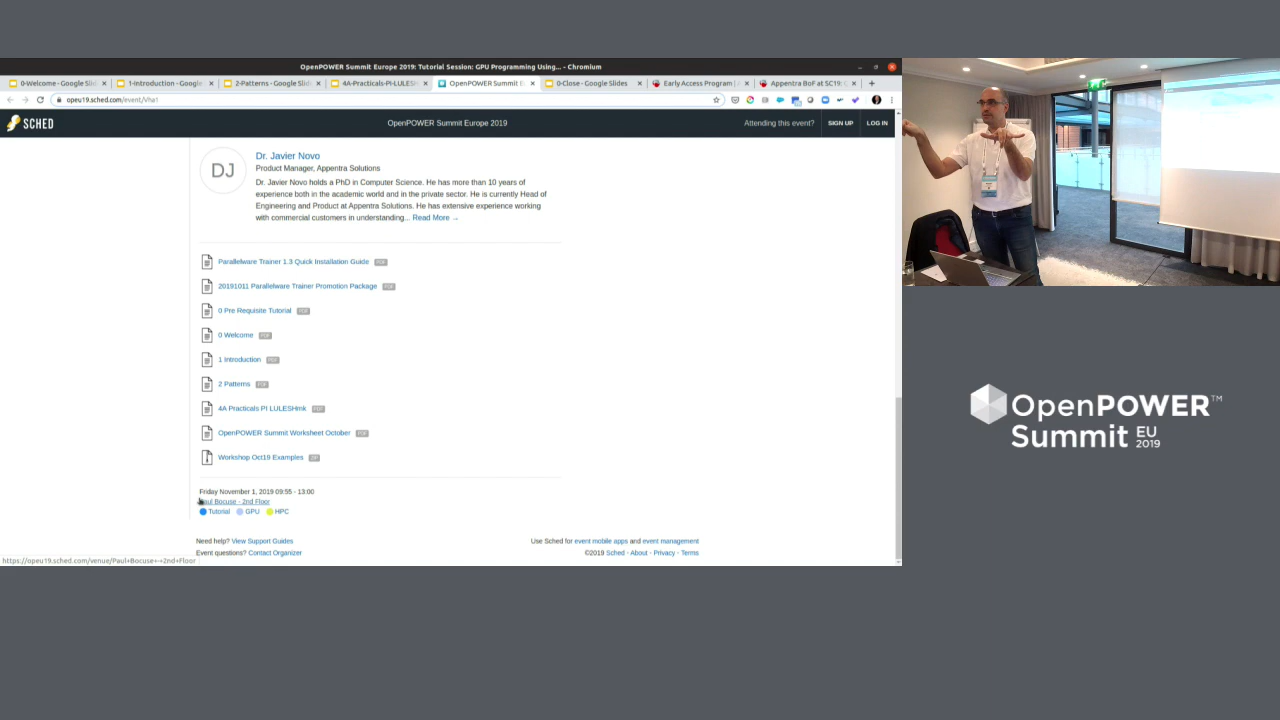 OpenPOWER Summit Europe 2019: Tutorial Session: GPU Programming Using... - Chromium
0-Welcome - Google Sli
1-Introduction - Google
2-Patterns - Google Slid
4A-Practicals-PI-LULESH
OpenPOWER Summit E
0-Close - Google Slides
Early Access Program |
Appentra BoF at SC19:
opeu19.sched.com/event/Vha1
SCHED
OpenPOWER Summit Europe 2019
Attending this event?
SIGN UP
LOG IN
DJ
Dr. Javier Novo
Product Manager, Appentra Solutions
Dr. Javier Novo holds a PhD in Computer Science. He has more than 10 years of
experience both in the academic world and in the private sector. He is currently Head of
Engineering and Product at Appentra Solutions. He has extensive experience working
with commercial customers in understanding... Read More →
Parallelware Trainer 1.3 Quick Installation Guide PDF
20191011 Parallelware Trainer Promotion Package PDF
0 Pre Requisite Tutorial PDF
0 Welcome PDF
1 Introduction PDF
2 Patterns PDF
4A Practicals PI LULESHmk PDF
OpenPOWER Summit Worksheet October PDF
Workshop Oct19 Examples ZIP
Friday November 1, 2019 09:55 - 13:00
Paul Bocuse - 2nd Floor
Tutorial GPU HPC
Need help? View Support Guides
Event questions? Contact Organizer
Use Sched for event mobile apps and event management
©2019 Sched · About · Privacy · Terms
https://opeu19.sched.com/venue/Paul+Bocuse+-+2nd+Floor
OpenPOWER™
Summit EU
2019